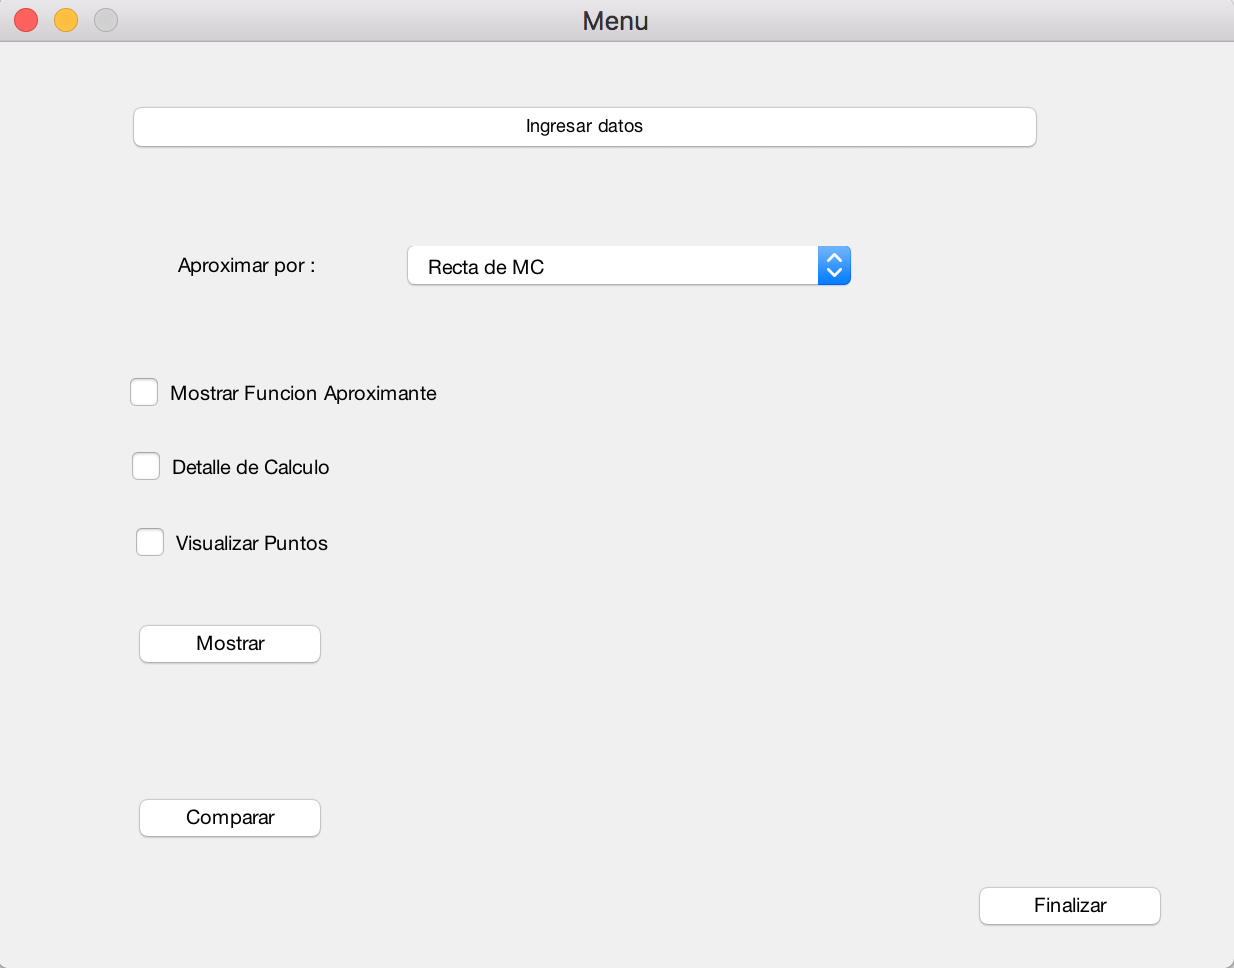 Menu
Ingresar datos
Aproximar por :
Recta de MC
Mostrar Funcion Aproximante
Detalle de Calculo
Visualizar Puntos
Mostrar
Comparar
Finalizar